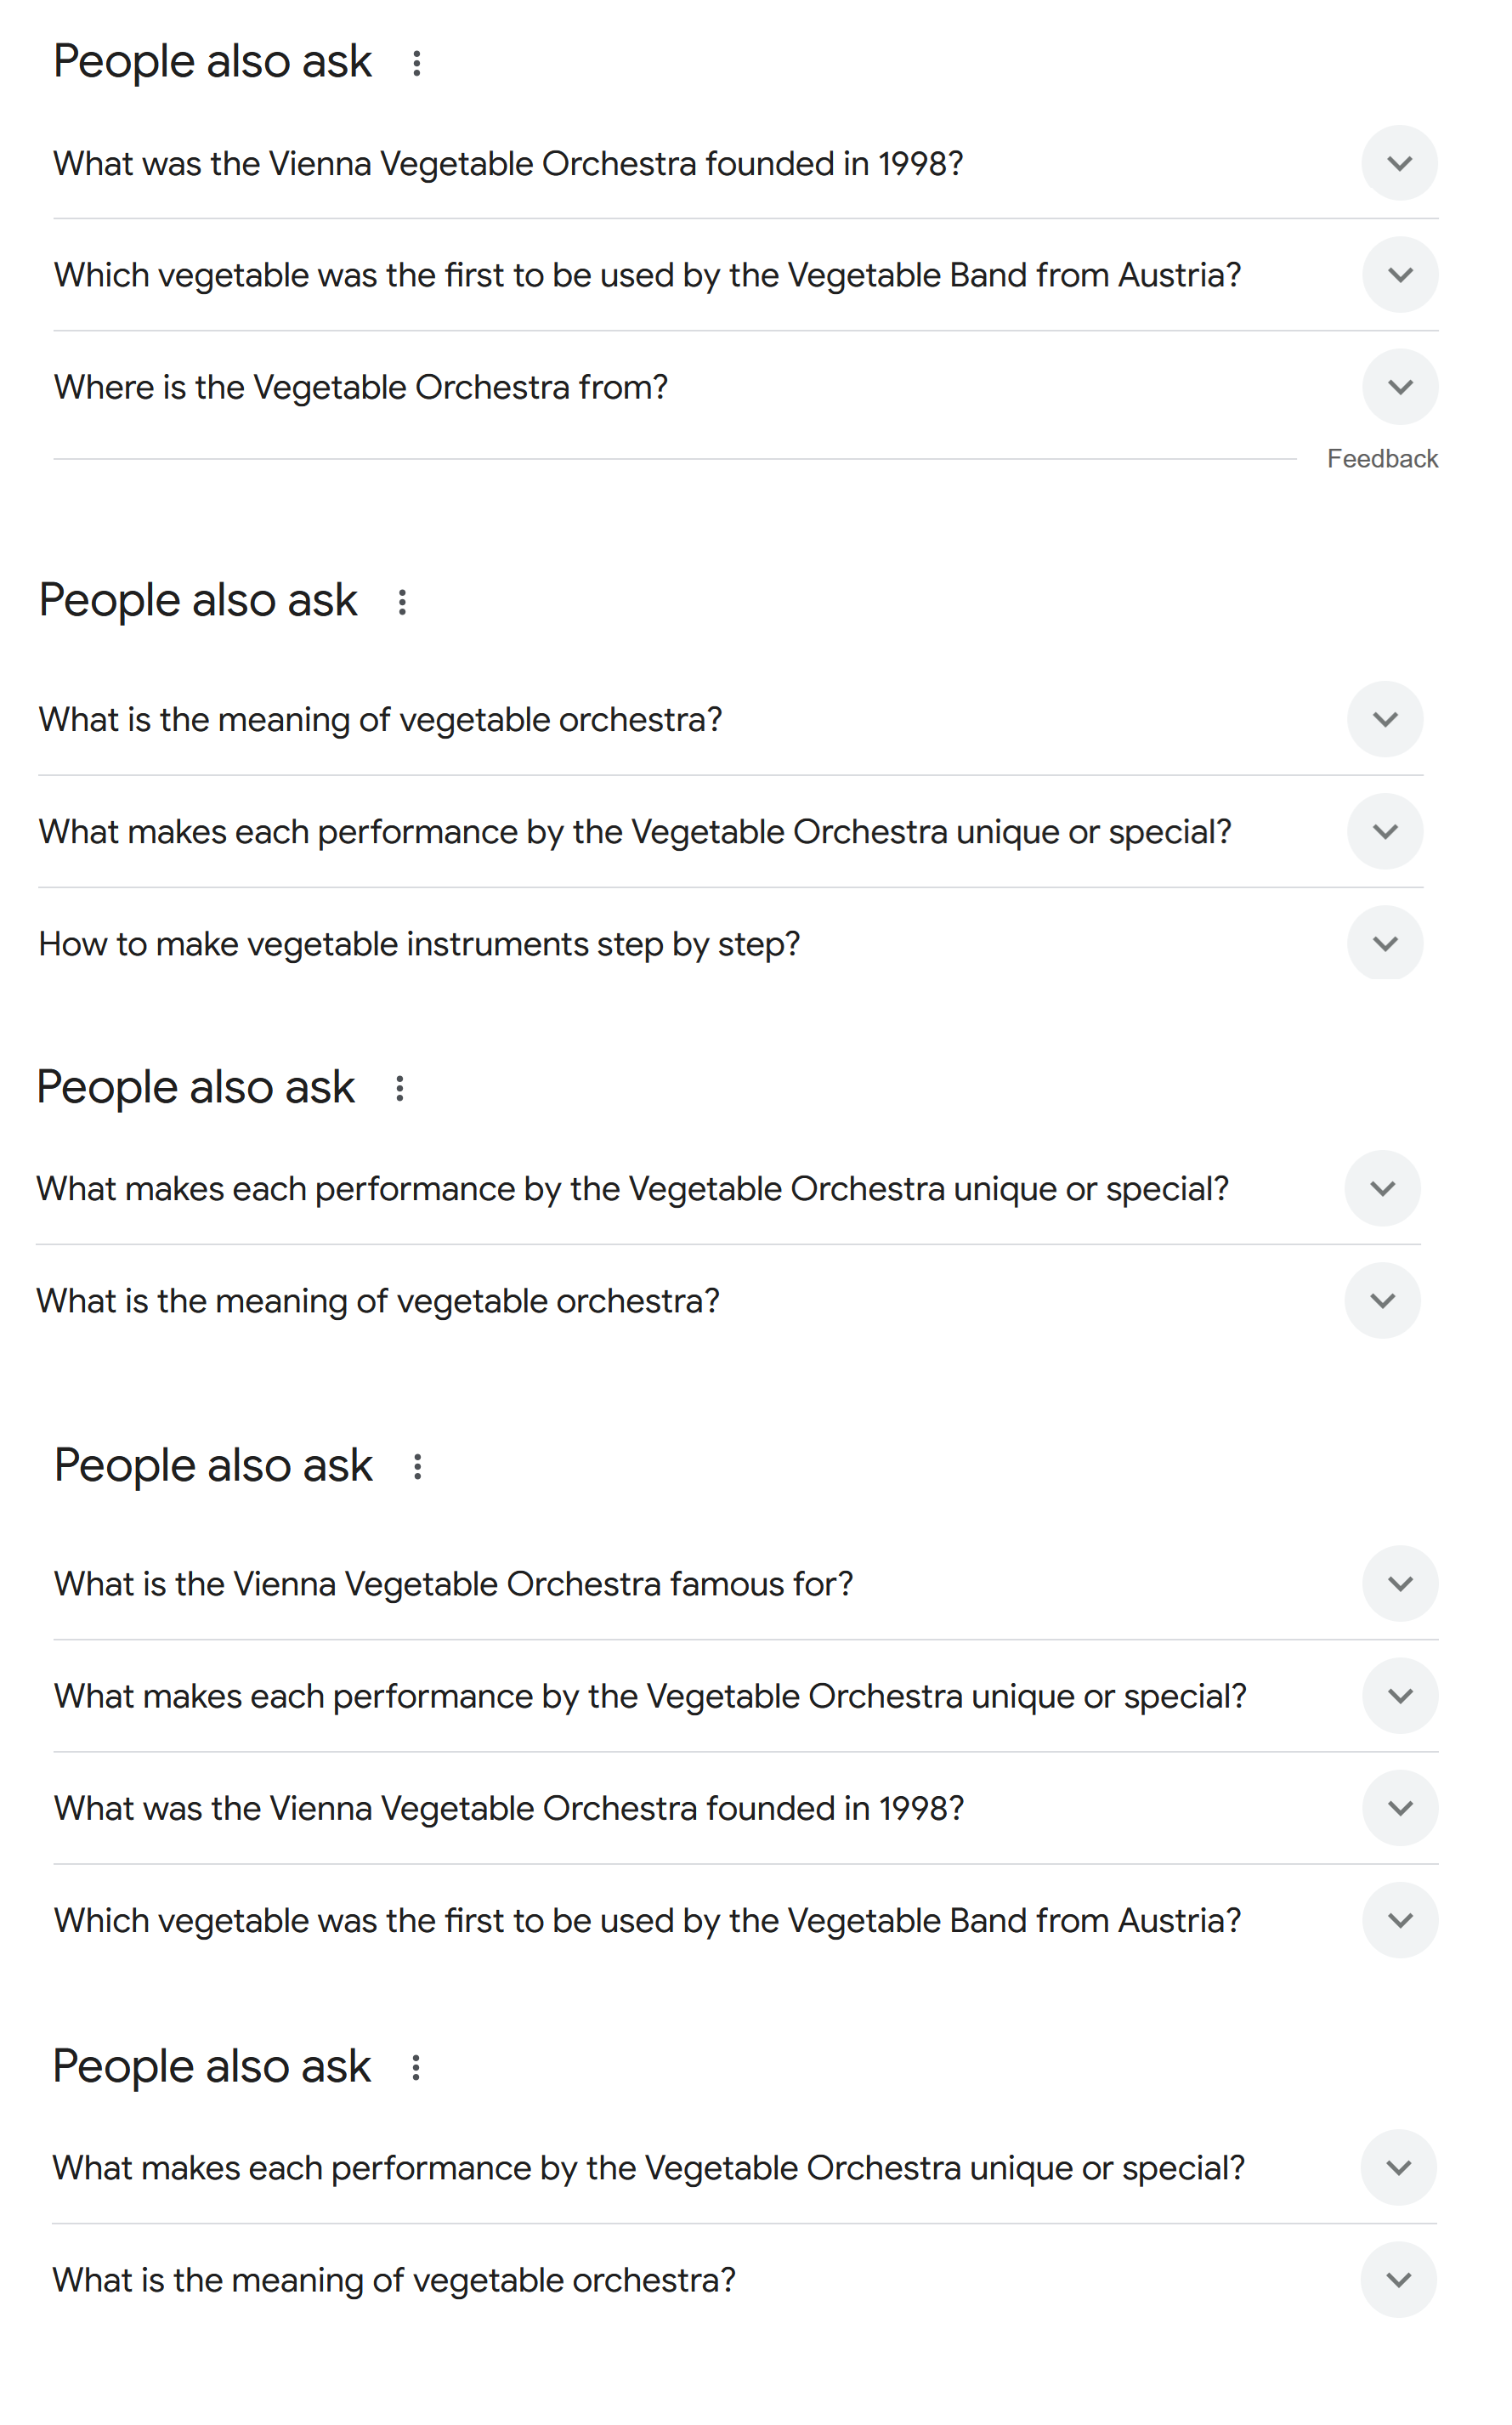 People also ask
What was the Vienna Vegetable Orchestra founded in 1998?
Which vegetable was the first to be used by the Vegetable Band from Austria?
Where is the Vegetable Orchestra from?
Feedback
People also ask
What is the meaning of vegetable orchestra?
What makes each performance by the Vegetable Orchestra unique or special?
How to make vegetable instruments step by step?
People also ask
What makes each performance by the Vegetable Orchestra unique or special?
What is the meaning of vegetable orchestra?
People also ask
What is the Vienna Vegetable Orchestra famous for?
What makes each performance by the Vegetable Orchestra unique or special?
What was the Vienna Vegetable Orchestra founded in 1998?
Which vegetable was the first to be used by the Vegetable Band from Austria?
People also ask
What makes each performance by the Vegetable Orchestra unique or special?
What is the meaning of vegetable orchestra?